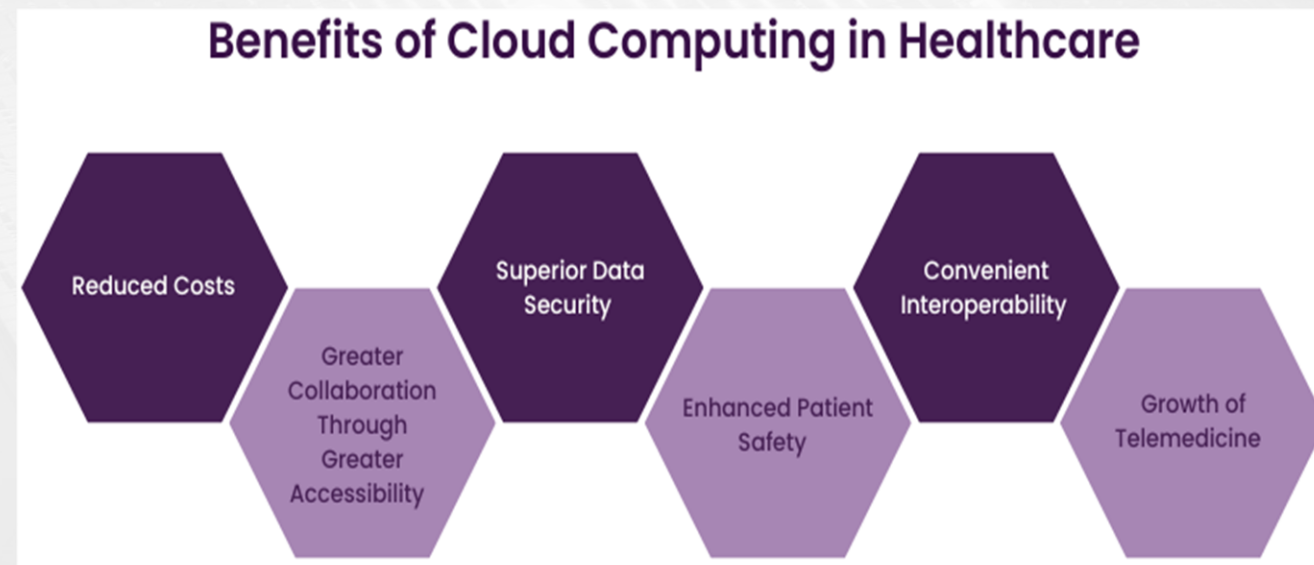 Benefits of Cloud Computing in Healthcare
Reduced Costs
Greater
Collaboration
Through
Greater
Accessibility
Superior Data
Security
Enhanced Patient
Safety
Convenient
Interoperability
Growth of
Telemedicine